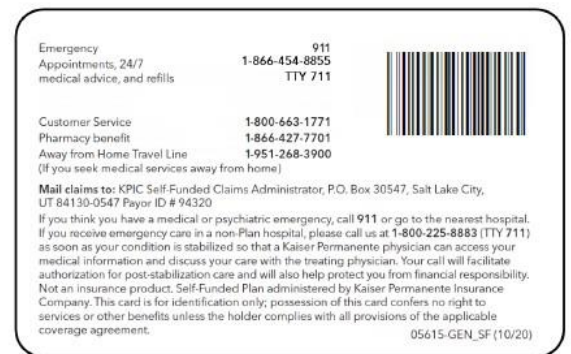 Emergency 911
Appointments, 24/7 1-866-454-8855
medical advice, and refills TTY 711
Customer Service 1-800-663-1771
Pharmacy benefit 1-866-427-7701
Away from Home Travel Line 1-951-268-3900
(If you seek medical services away from home)
Mail claims to: KPIC Self-Funded Claims Administrator, P.O. Box 30547, Salt Lake City,
UT 84130-0547 Payor ID # 94320
If you think you have a medical or psychiatric emergency, call 911 or go to the nearest hospital.
If you receive emergency care in a non-Plan hospital, please call us at 1-800-225-8883 (TTY 711)
as soon as your condition is stabilized so that a Kaiser Permanente physician can access your
medical information and discuss your care with the treating physician. Your call will facilitate
authorization for post-stabilization care and will also help protect you from financial responsibility.
Not an insurance product. Self-Funded Plan administered by Kaiser Permanente Insurance
Company. This card is for identification only; possession of this card confers no right to
services or other benefits unless the holder complies with all provisions of the applicable
coverage agreement. 05615-GEN_SF (10/20)